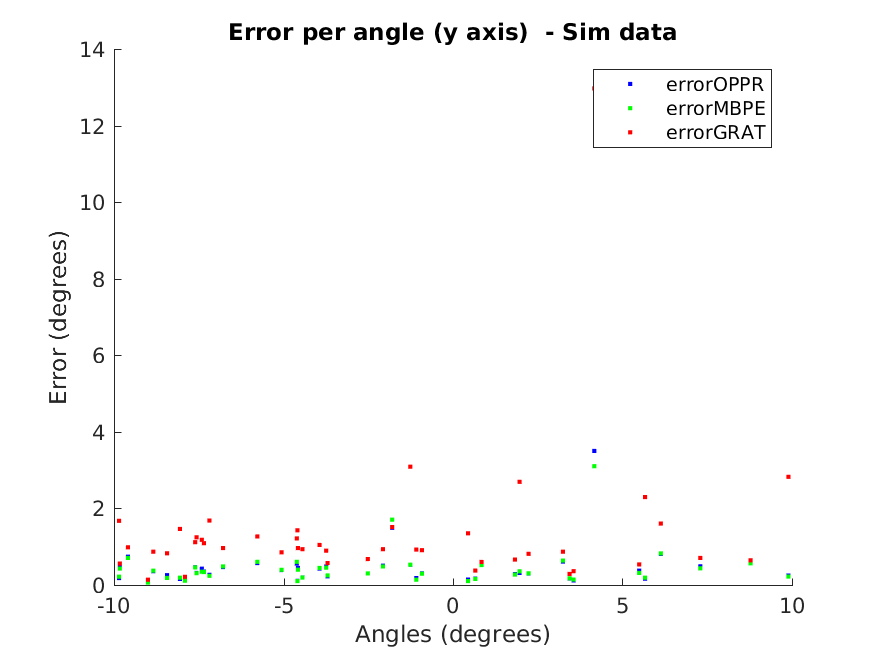 Error per angle (y axis)  - Sim data
14
12
10
8
6
4
2
0
Error (degrees)
errorOPPR
errorMBPE
errorGRAT
-10 -5 0 5 10
Angles (degrees)